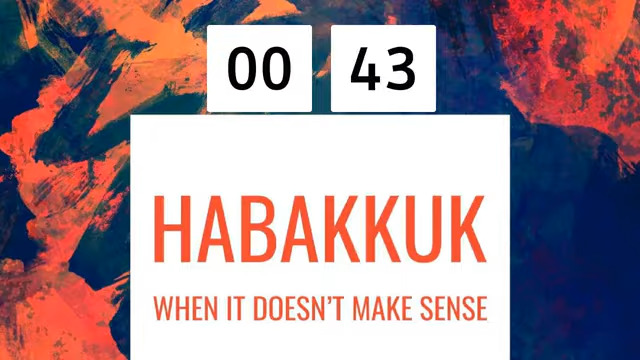 00 43
HABAKKUK
WHEN IT DOESN'T MAKE SENSE